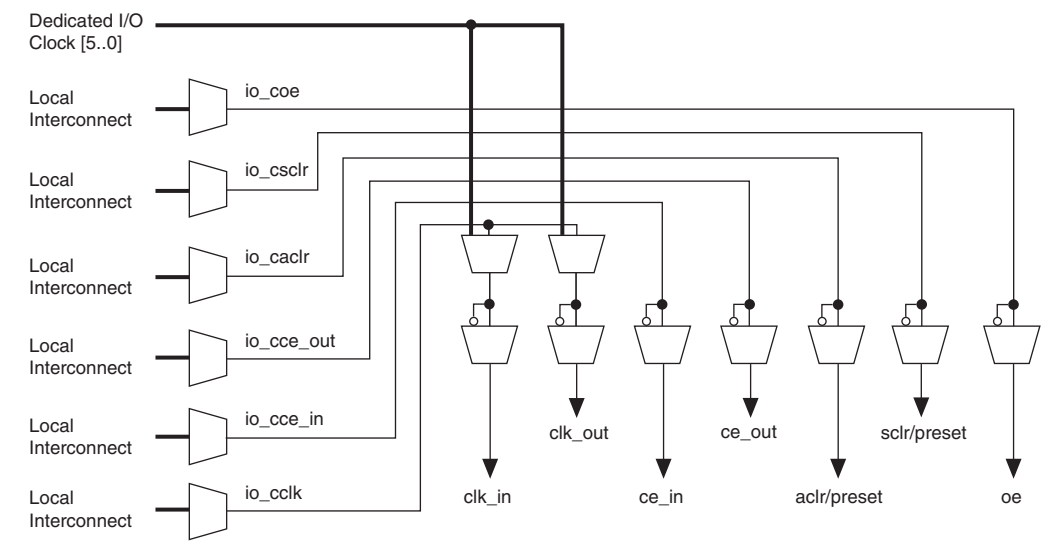 Dedicated I/O
Clock [5..0]
Local
Interconnect
io_coe
Local
Interconnect
io_csclr
Local
Interconnect
io_caclr
Local
Interconnect
io_cce_out
Local
Interconnect
io_cce_in
Local
Interconnect
io_cclk
clk_out
ce_out
sclr/preset
clk_in
ce_in
aclr/preset
oe